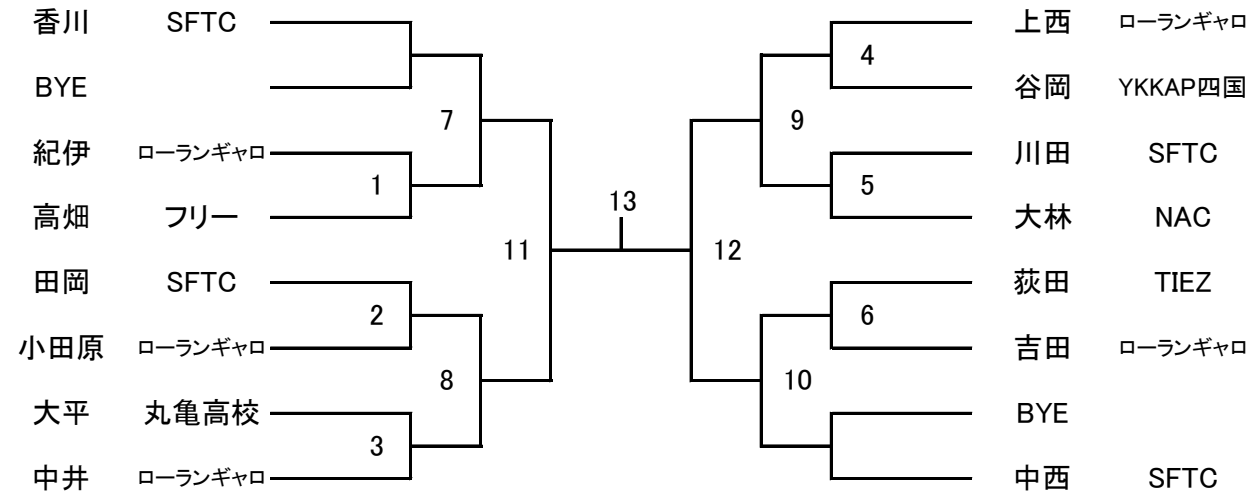 香川 SFTC 上西 ローランギャロ
4
BYE 谷岡 YKKAP四国
7 9
紀伊 ローランギャロ 川田 SFTC
1 5
高畑 フリー 13 大林 NAC
11 12
田岡 SFTC 荻田 TIEZ
2 6
小田原 ローランギャロ 吉田 ローランギャロ
8 10
大平 丸亀高校 BYE
3
中井 ローランギャロ 中西 SFTC